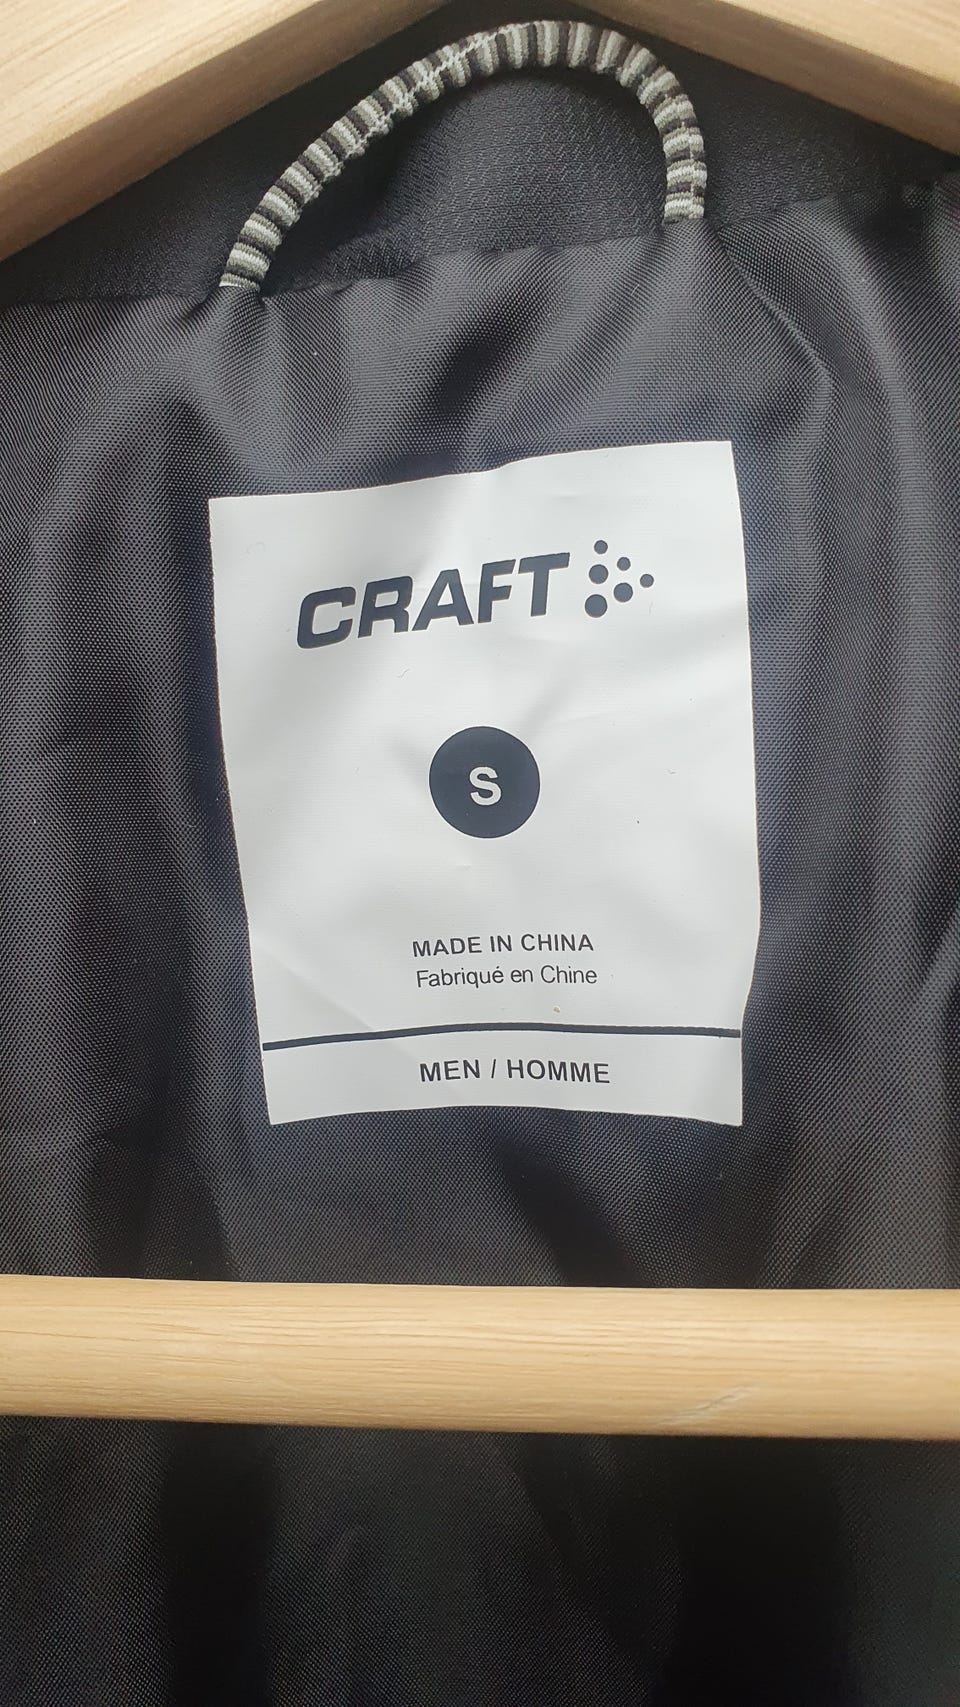 CRAFT
S
MADE IN CHINA
Fabriqué en Chine
MEN / HOMME